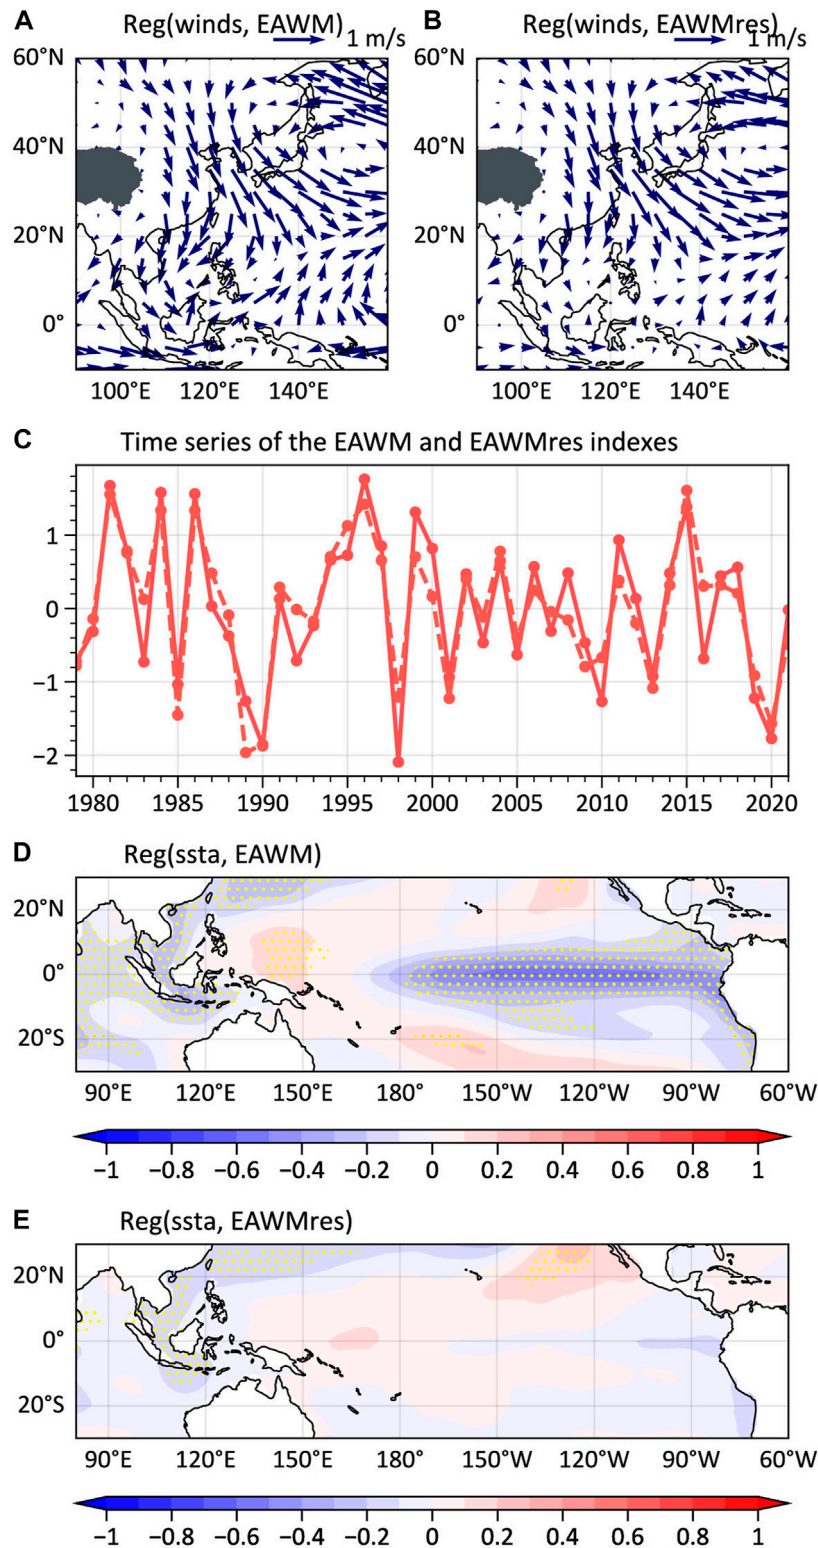 A Reg(winds, EAWM) 1 m/s B Reg(winds, EAWMres) 1 m/s
60°N 60°N
40°N 40°N
20°N 20°N
0° 0°
100°E 120°E 140°E 100°E 120°E 140°E
C Time series of the EAWM and EAWMres indexes
1
0
−1
−2
1980 1985 1990 1995 2000 2005 2010 2015 2020
D Reg(ssta, EAWM)
20°N
0°
20°S
90°E 120°E 150°E 180° 150°W 120°W 90°W 60°W
−1 −0.8 −0.6 −0.4 −0.2 0 0.2 0.4 0.6 0.8 1
E Reg(ssta, EAWMres)
20°N
0°
20°S
90°E 120°E 150°E 180° 150°W 120°W 90°W 60°W
−1 −0.8 −0.6 −0.4 −0.2 0 0.2 0.4 0.6 0.8 1